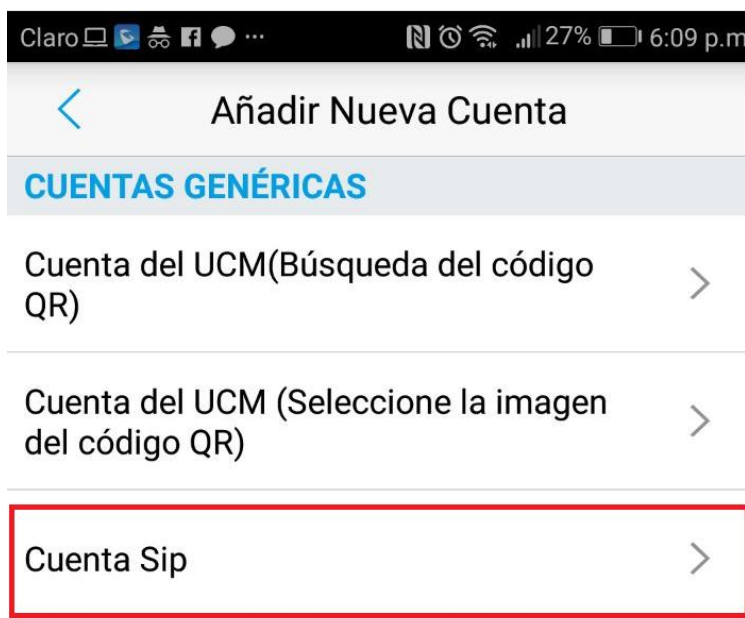 Claro 27% 6:09 p.m
Añadir Nueva Cuenta
CUENTAS GENÉRICAS
Cuenta del UCM(Búsqueda del código
QR)
Cuenta del UCM (Seleccione la imagen
del código QR)
Cuenta Sip